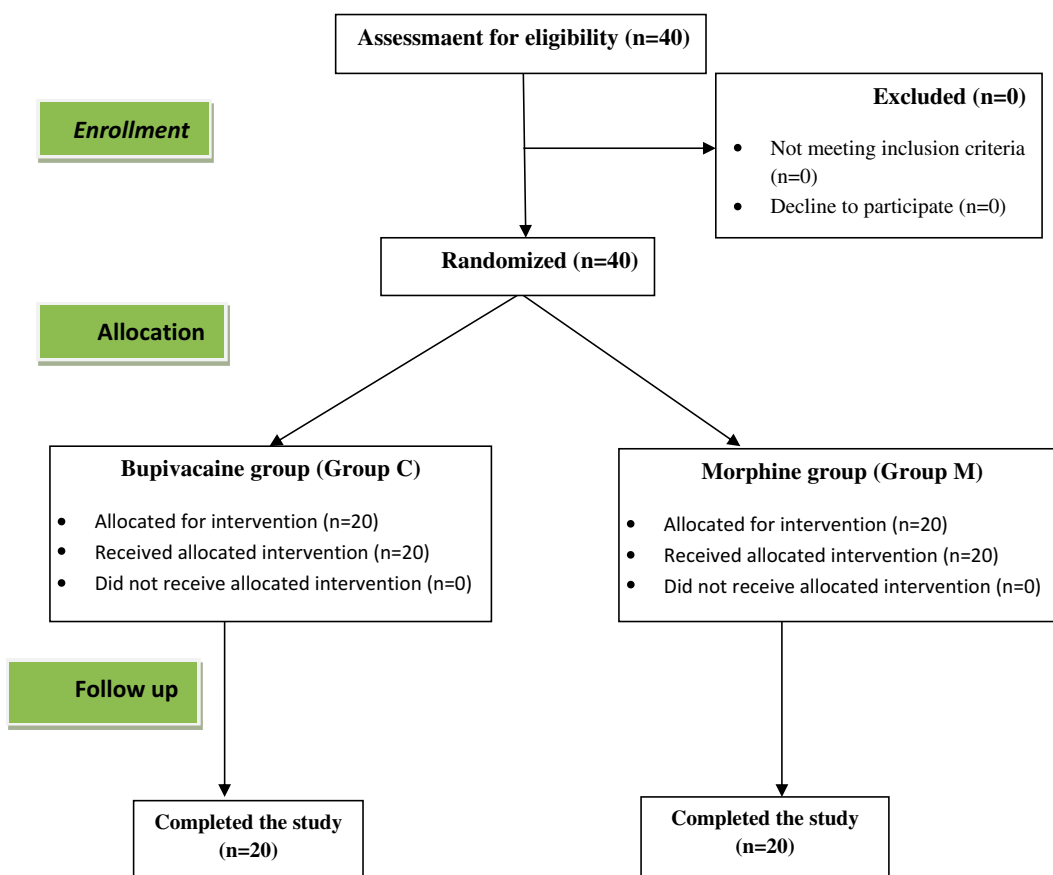 Assessmaent for eligibility (n=40)
Excluded (n=0)
• Not meeting inclusion criteria
(n=0)
• Decline to participate (n=0)
Enrollment
Randomized (n=40)
Allocation
Bupivacaine group (Group C)
• Allocated for intervention (n=20)
• Received allocated intervention (n=20)
• Did not receive allocated intervention (n=0)
Morphine group (Group M)
• Allocated for intervention (n=20)
• Received allocated intervention (n=20)
• Did not receive allocated intervention (n=0)
Follow up
Completed the study
(n=20)
Completed the study
(n=20)